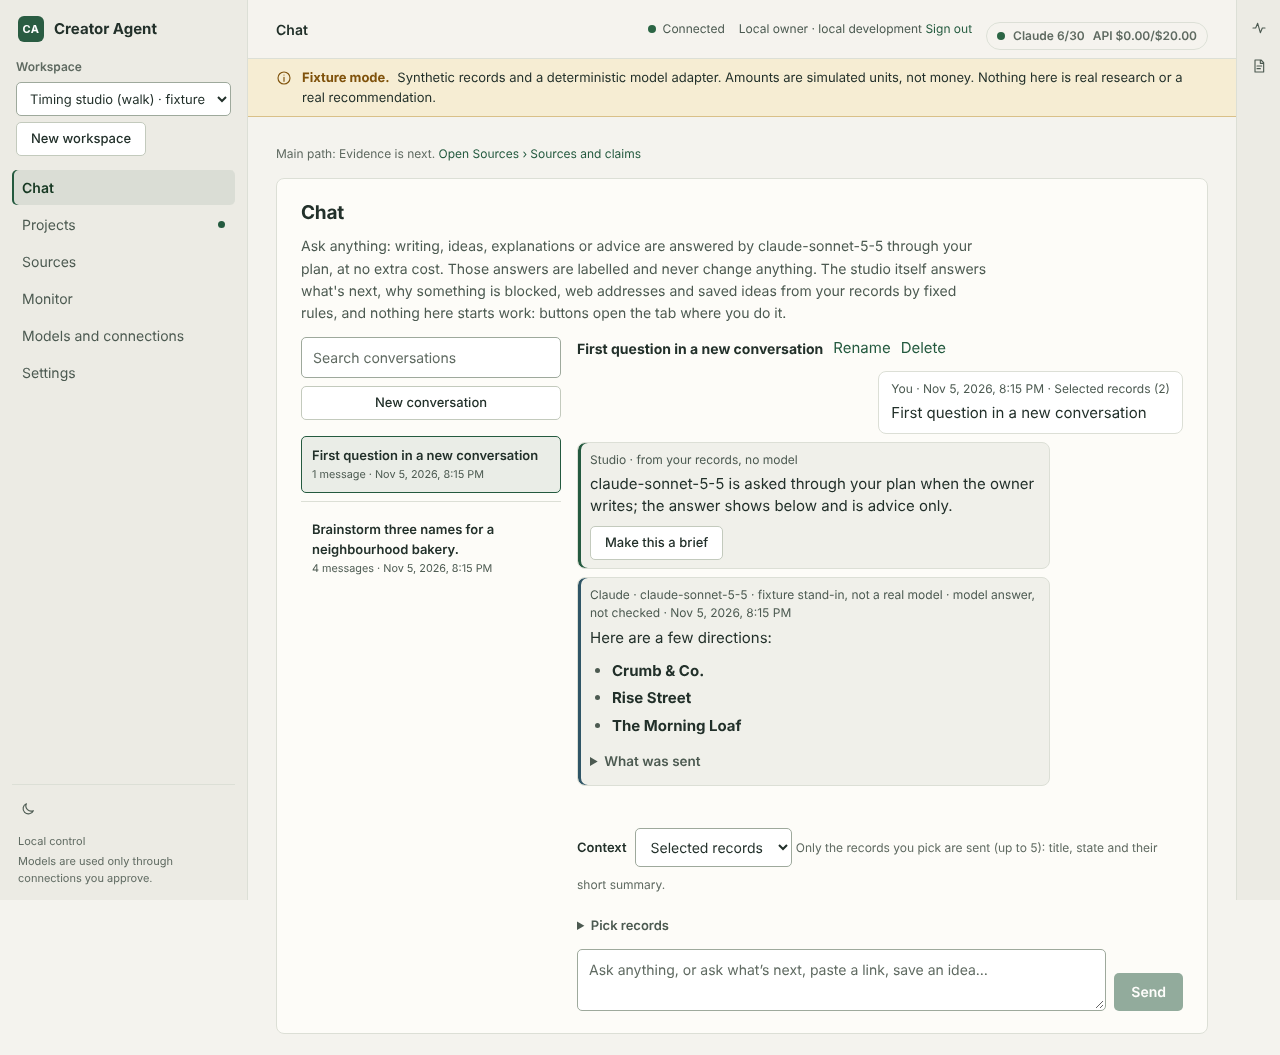 CA Creator Agent
Workspace
Timing studio (walk) · fixture
New workspace
Chat
Projects
Sources
Monitor
Models and connections
Settings
Local control
Models are used only through
connections you approve.
Chat
Connected Local owner · local development Sign out Claude 6/30 API $0.00/$20.00
Fixture mode. Synthetic records and a deterministic model adapter. Amounts are simulated units, not money. Nothing here is real research or a
real recommendation.
Main path: Evidence is next. Open Sources › Sources and claims
Chat
Ask anything: writing, ideas, explanations or advice are answered by claude-sonnet-5-5 through your
plan, at no extra cost. Those answers are labelled and never change anything. The studio itself answers
what's next, why something is blocked, web addresses and saved ideas from your records by fixed
rules, and nothing here starts work: buttons open the tab where you do it.
Search conversations
New conversation
First question in a new conversation
1 message · Nov 5, 2026, 8:15 PM
Brainstorm three names for a
neighbourhood bakery.
4 messages · Nov 5, 2026, 8:15 PM
First question in a new conversation Rename Delete
You · Nov 5, 2026, 8:15 PM · Selected records (2)
First question in a new conversation
Studio · from your records, no model
claude-sonnet-5-5 is asked through your plan when the owner
writes; the answer shows below and is advice only.
Make this a brief
Claude · claude-sonnet-5-5 · fixture stand-in, not a real model · model answer,
not checked · Nov 5, 2026, 8:15 PM
Here are a few directions:
• Crumb & Co.
• Rise Street
• The Morning Loaf
What was sent
Context Selected records Only the records you pick are sent (up to 5): title, state and their
short summary.
Pick records
Ask anything, or ask what's next, paste a link, save an idea...
Send